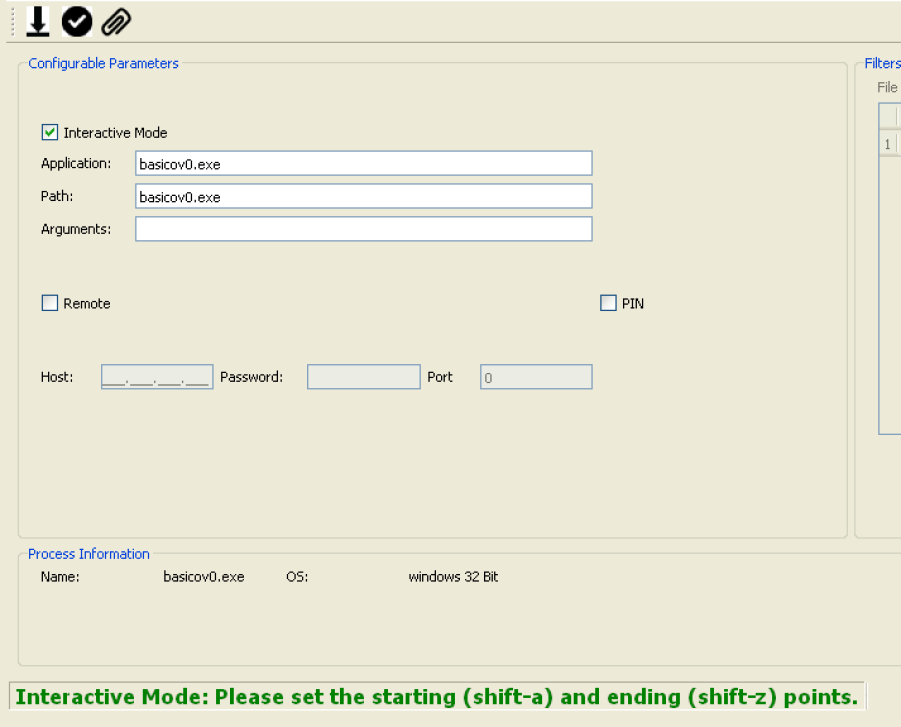 Configurable Parameters
Filters
File
1
Interactive Mode
Application: basicov0.exe
Path: basicov0.exe
Arguments:
Remote
PIN
Host: ___.___.___.___ Password: Port 0
Process Information
Name: basicov0.exe OS: windows 32 Bit
Interactive Mode: Please set the starting (shift-a) and ending (shift-z) points.